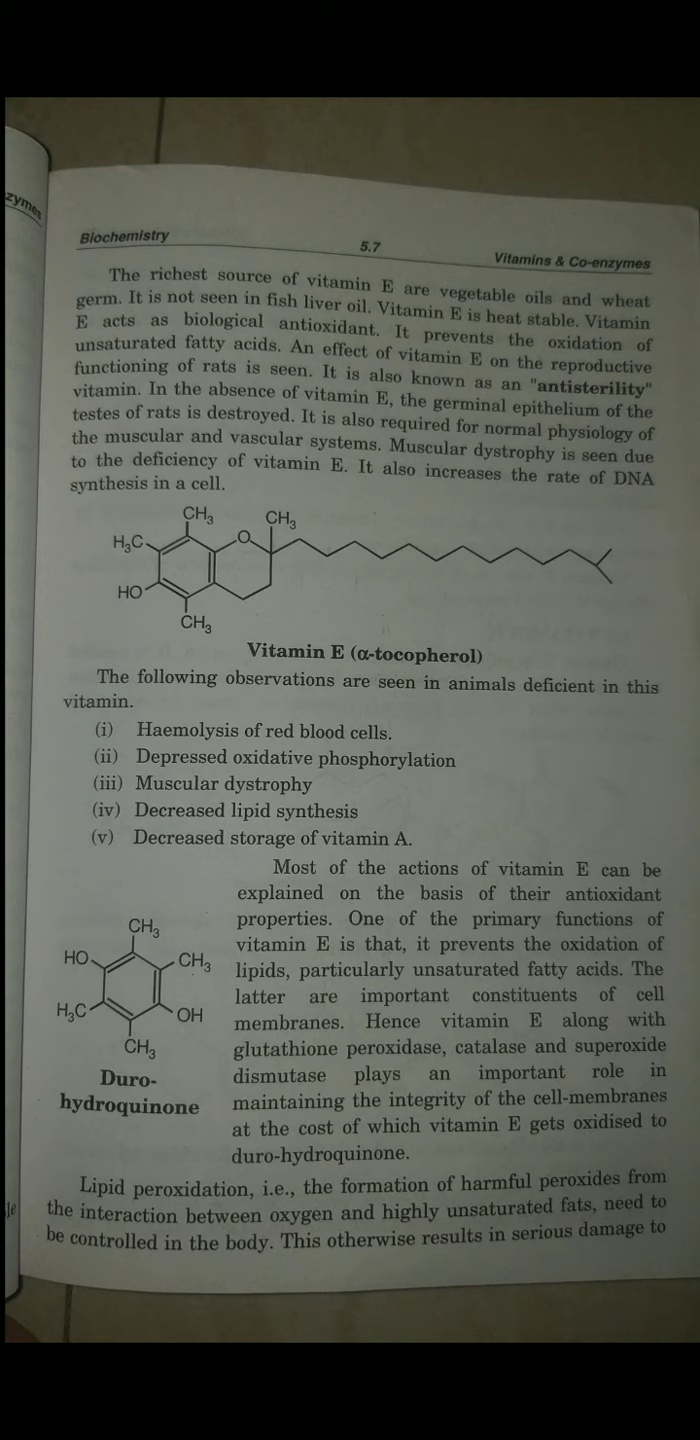 zymes
Biochemistry 5.7 Vitamins & Co-enzymes
The richest source of vitamin E are vegetable oils and wheat
germ. It is not seen in fish liver oil. Vitamin E is heat stable. Vitamin
E acts as biological antioxidant. It prevents the oxidation of
unsaturated fatty acids. An effect of vitamin E on the reproductive
functioning of rats is seen. It is also known as an "antisterility"
vitamin. In the absence of vitamin E, the germinal epithelium of the
testes of rats is destroyed. It is also required for normal physiology of
the muscular and vascular systems. Muscular dystrophy is seen due
to the deficiency of vitamin E. It also increases the rate of DNA
synthesis in a cell.
CH₃ CH₃
H₃C O
HO
CH₃
Vitamin E (α-tocopherol)
The following observations are seen in animals deficient in this
vitamin.
(i) Haemolysis of red blood cells.
(ii) Depressed oxidative phosphorylation
(iii) Muscular dystrophy
(iv) Decreased lipid synthesis
(v) Decreased storage of vitamin A.
Most of the actions of vitamin E can be
explained on the basis of their antioxidant
properties. One of the primary functions of
vitamin E is that, it prevents the oxidation of
lipids, particularly unsaturated fatty acids. The
latter are important constituents of cell
membranes. Hence vitamin E along with
glutathione peroxidase, catalase and superoxide
dismutase plays an important role in
maintaining the integrity of the cell-membranes
at the cost of which vitamin E gets oxidised to
duro-hydroquinone.
CH₃
HO CH₃
H₃C OH
CH₃
Duro-
hydroquinone
Lipid peroxidation, i.e., the formation of harmful peroxides from
the interaction between oxygen and highly unsaturated fats, need to
be controlled in the body. This otherwise results in serious damage to